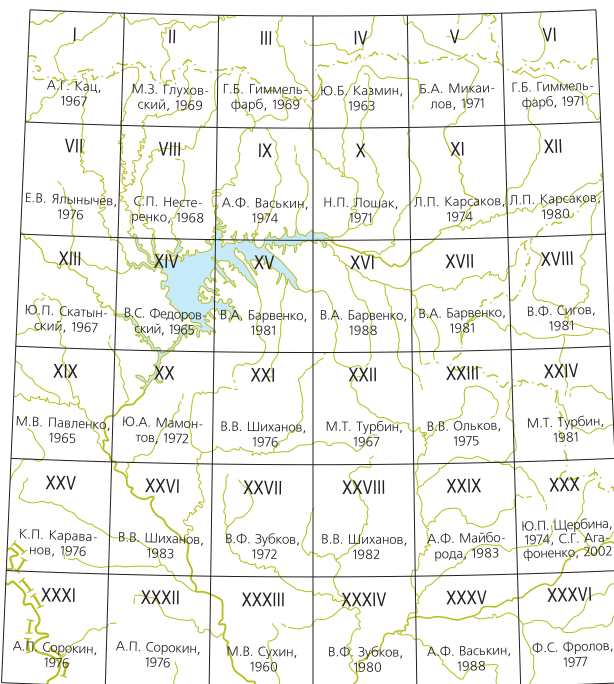 I
А.Г. Кац,
1967
II
М.З. Глухов-
ский, 1969
III
Г.Б. Гиммель-
фарб, 1969
IV
Ю.Б. Казмин,
1963
V
Б.А. Михаи-
лов, 1971
VI
Г.Б. Гиммель-
фарб, 1971
VII
Е.В. Ялынычев,
1976
VIII
С.П. Несте-
ренко, 1968
IX
А.Ф. Васькин,
1974
X
Н.П. Лошак,
1971
XI
Л.П. Карсаков,
1974
XII
Л.П. Карсаков,
1980
XIII
Ю.П. Скатын-
ский, 1967
XIV
В.С. Федоров-
ский, 1965
XV
В.А. Барвенко,
1981
XVI
В.А. Барвенко,
1988
XVII
В.А. Барвенко,
1981
XVIII
В.Ф. Сигов,
1981
XIX
М.В. Павленко,
1965
XX
Ю.А. Мамон-
тов, 1972
XXI
В.В. Шиханов,
1976
XXII
М.Т. Турбин,
1967
XXIII
В.В. Ольков,
1975
XXIV
М.Т. Турбин,
1981
XXV
К.П. Карава-
нов, 1976
XXVI
В.В. Шиханов,
1983
XXVII
В.Ф. Зубков,
1972
XXVIII
В.В. Шиханов,
1982
XXIX
А.Ф. Майбо-
рода, 1983
XXX
Ю.П. Щербина,
1974, С.Г. Ага-
фоненко, 2002
XXXI
А.П. Сорокин,
1976
XXXII
А.П. Сорокин,
1976
XXXIII
М.В. Сухин,
1960
XXXIV
В.Ф. Зубков,
1980
XXXV
А.Ф. Васькин,
1988
XXXVI
Ф.С. Фролов,
1977